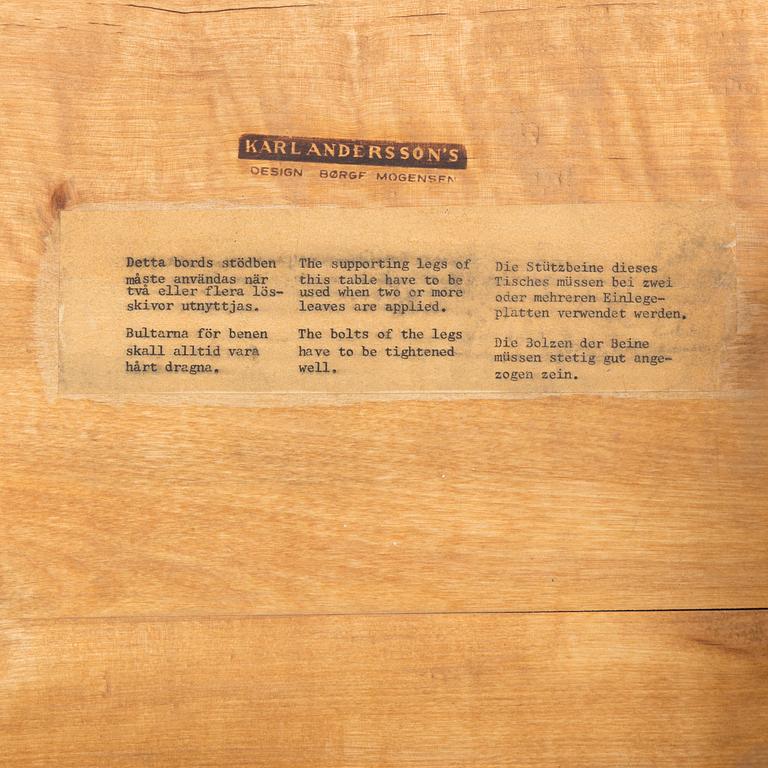 KARL ANDERSSON'S
DESIGN BØRGE MOGENSEN
Detta bords stödben
måste användas när
två eller flera lös-
skivor utnyttjas.
Bultarna för benen
skall alltid vara
hårt dragna.
The supporting legs of
this table have to be
used when two or more
leaves are applied.
The bolts of the legs
have to be tightened
well.
Die Stützbeine dieses
Tisches müssen bei zwei
oder mehreren Einlege-
platten verwendet werden.
Die Bolzen der Beine
müssen stetig gut ange-
zogen zein.